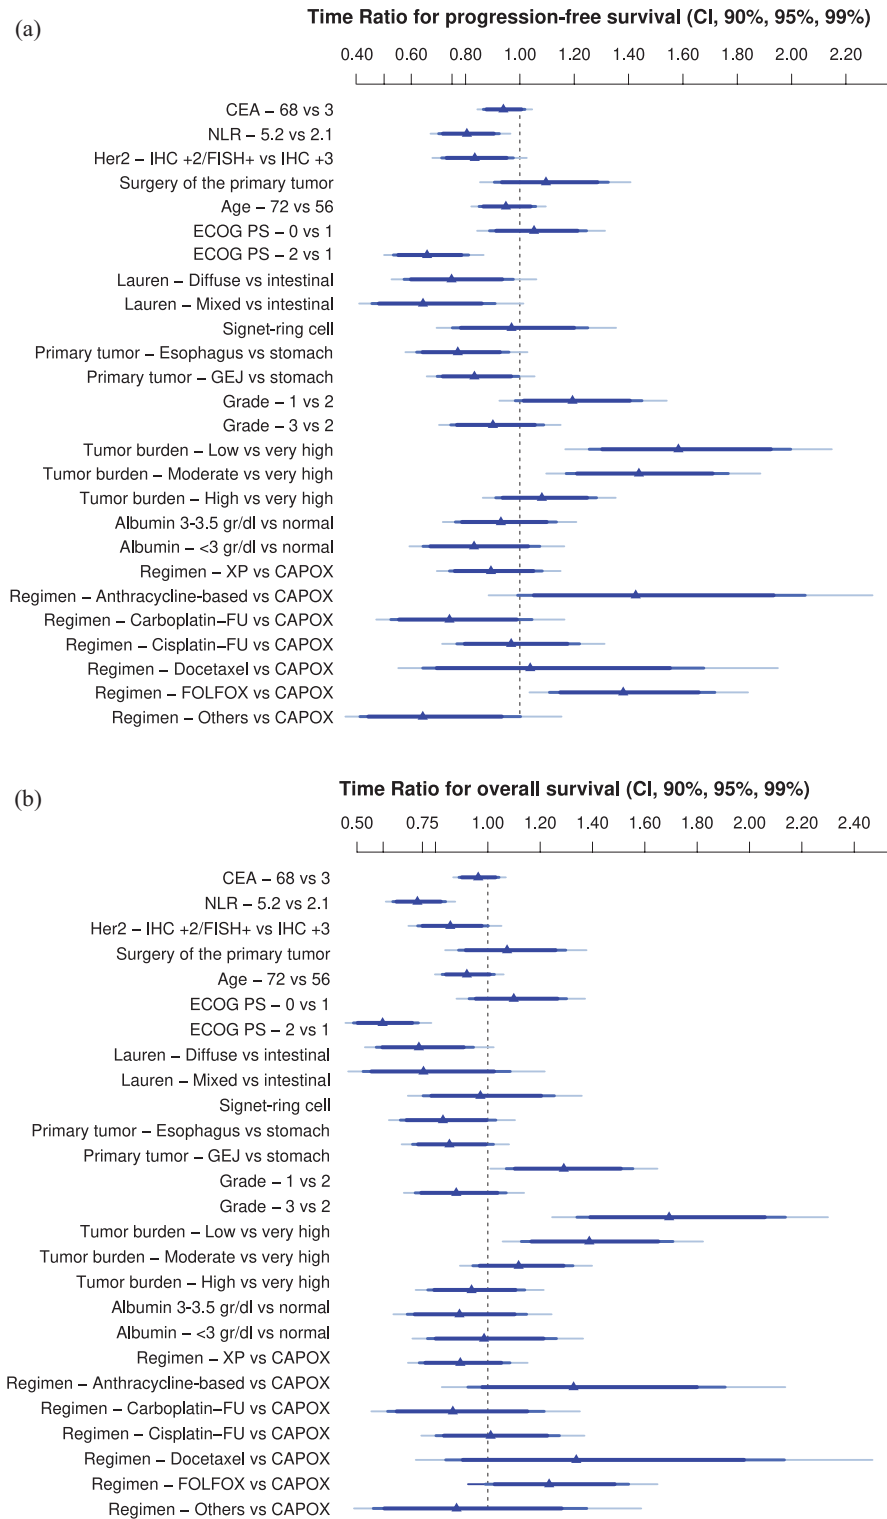 (a)
Time Ratio for progression-free survival (CI, 90%, 95%, 99%)
0.40 0.60 0.80 1.00 1.20 1.40 1.60 1.80 2.00 2.20
CEA – 68 vs 3
NLR – 5.2 vs 2.1
Her2 – IHC +2/FISH+ vs IHC +3
Surgery of the primary tumor
Age – 72 vs 56
ECOG PS – 0 vs 1
ECOG PS – 2 vs 1
Lauren – Diffuse vs intestinal
Lauren – Mixed vs intestinal
Signet-ring cell
Primary tumor – Esophagus vs stomach
Primary tumor – GEJ vs stomach
Grade – 1 vs 2
Grade – 3 vs 2
Tumor burden – Low vs very high
Tumor burden – Moderate vs very high
Tumor burden – High vs very high
Albumin 3-3.5 gr/dl vs normal
Albumin – <3 gr/dl vs normal
Regimen – XP vs CAPOX
Regimen – Anthracycline-based vs CAPOX
Regimen – Carboplatin–FU vs CAPOX
Regimen – Cisplatin–FU vs CAPOX
Regimen – Docetaxel vs CAPOX
Regimen – FOLFOX vs CAPOX
Regimen – Others vs CAPOX
(b)
Time Ratio for overall survival (CI, 90%, 95%, 99%)
0.50 0.75 1.00 1.20 1.40 1.60 1.80 2.00 2.20 2.40
CEA – 68 vs 3
NLR – 5.2 vs 2.1
Her2 – IHC +2/FISH+ vs IHC +3
Surgery of the primary tumor
Age – 72 vs 56
ECOG PS – 0 vs 1
ECOG PS – 2 vs 1
Lauren – Diffuse vs intestinal
Lauren – Mixed vs intestinal
Signet-ring cell
Primary tumor – Esophagus vs stomach
Primary tumor – GEJ vs stomach
Grade – 1 vs 2
Grade – 3 vs 2
Tumor burden – Low vs very high
Tumor burden – Moderate vs very high
Tumor burden – High vs very high
Albumin 3-3.5 gr/dl vs normal
Albumin – <3 gr/dl vs normal
Regimen – XP vs CAPOX
Regimen – Anthracycline-based vs CAPOX
Regimen – Carboplatin–FU vs CAPOX
Regimen – Cisplatin–FU vs CAPOX
Regimen – Docetaxel vs CAPOX
Regimen – FOLFOX vs CAPOX
Regimen – Others vs CAPOX